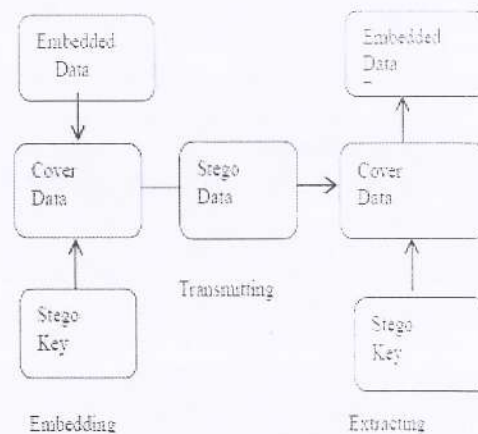 Embedded
Data
Embedded
Data
Cover
Data
Stego
Data
Cover
Data
Transmitting
Stego
Key
Stego
Key
Embedding
Extracting